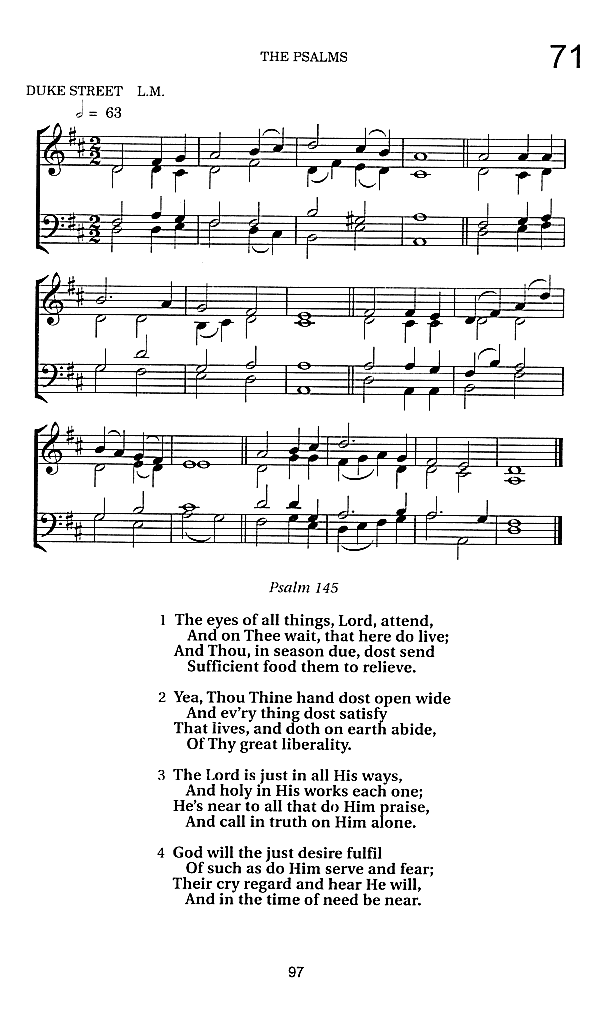 THE PSALMS
71
DUKE STREET L.M.
𝅗𝅥 = 63
Psalm 145
1 The eyes of all things, Lord, attend,
And on Thee wait, that here do live;
And Thou, in season due, dost send
Sufficient food them to relieve.
2 Yea, Thou Thine hand dost open wide
And ev'ry thing dost satisfy
That lives, and doth on earth abide,
Of Thy great liberality.
3 The Lord is just in all His ways,
And holy in His works each one;
He's near to all that do Him praise,
And call in truth on Him alone.
4 God will the just desire fulfil
Of such as do Him serve and fear;
Their cry regard and hear He will,
And in the time of need be near.
97